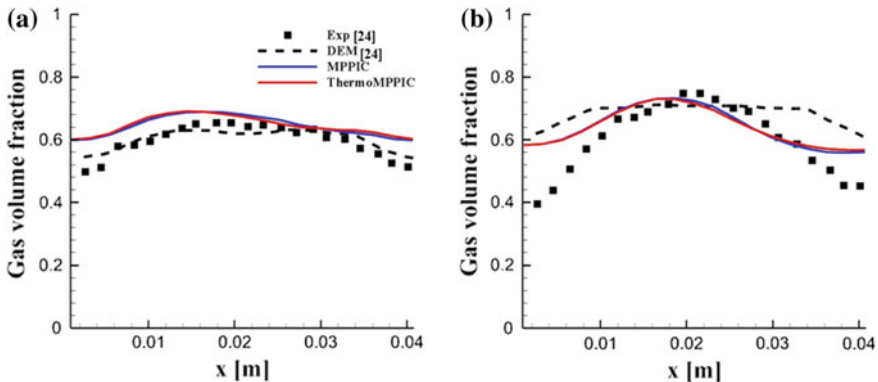 (a)
Gas volume fraction
1
0.8
0.6
0.4
0.2
0
Exp [24]
DEM [24]
MPPIC
ThermoMPPIC
0.01
0.02
0.03
0.04
x [m]
(b)
Gas volume fraction
1
0.8
0.6
0.4
0.2
0
0.01
0.02
0.03
0.04
x [m]